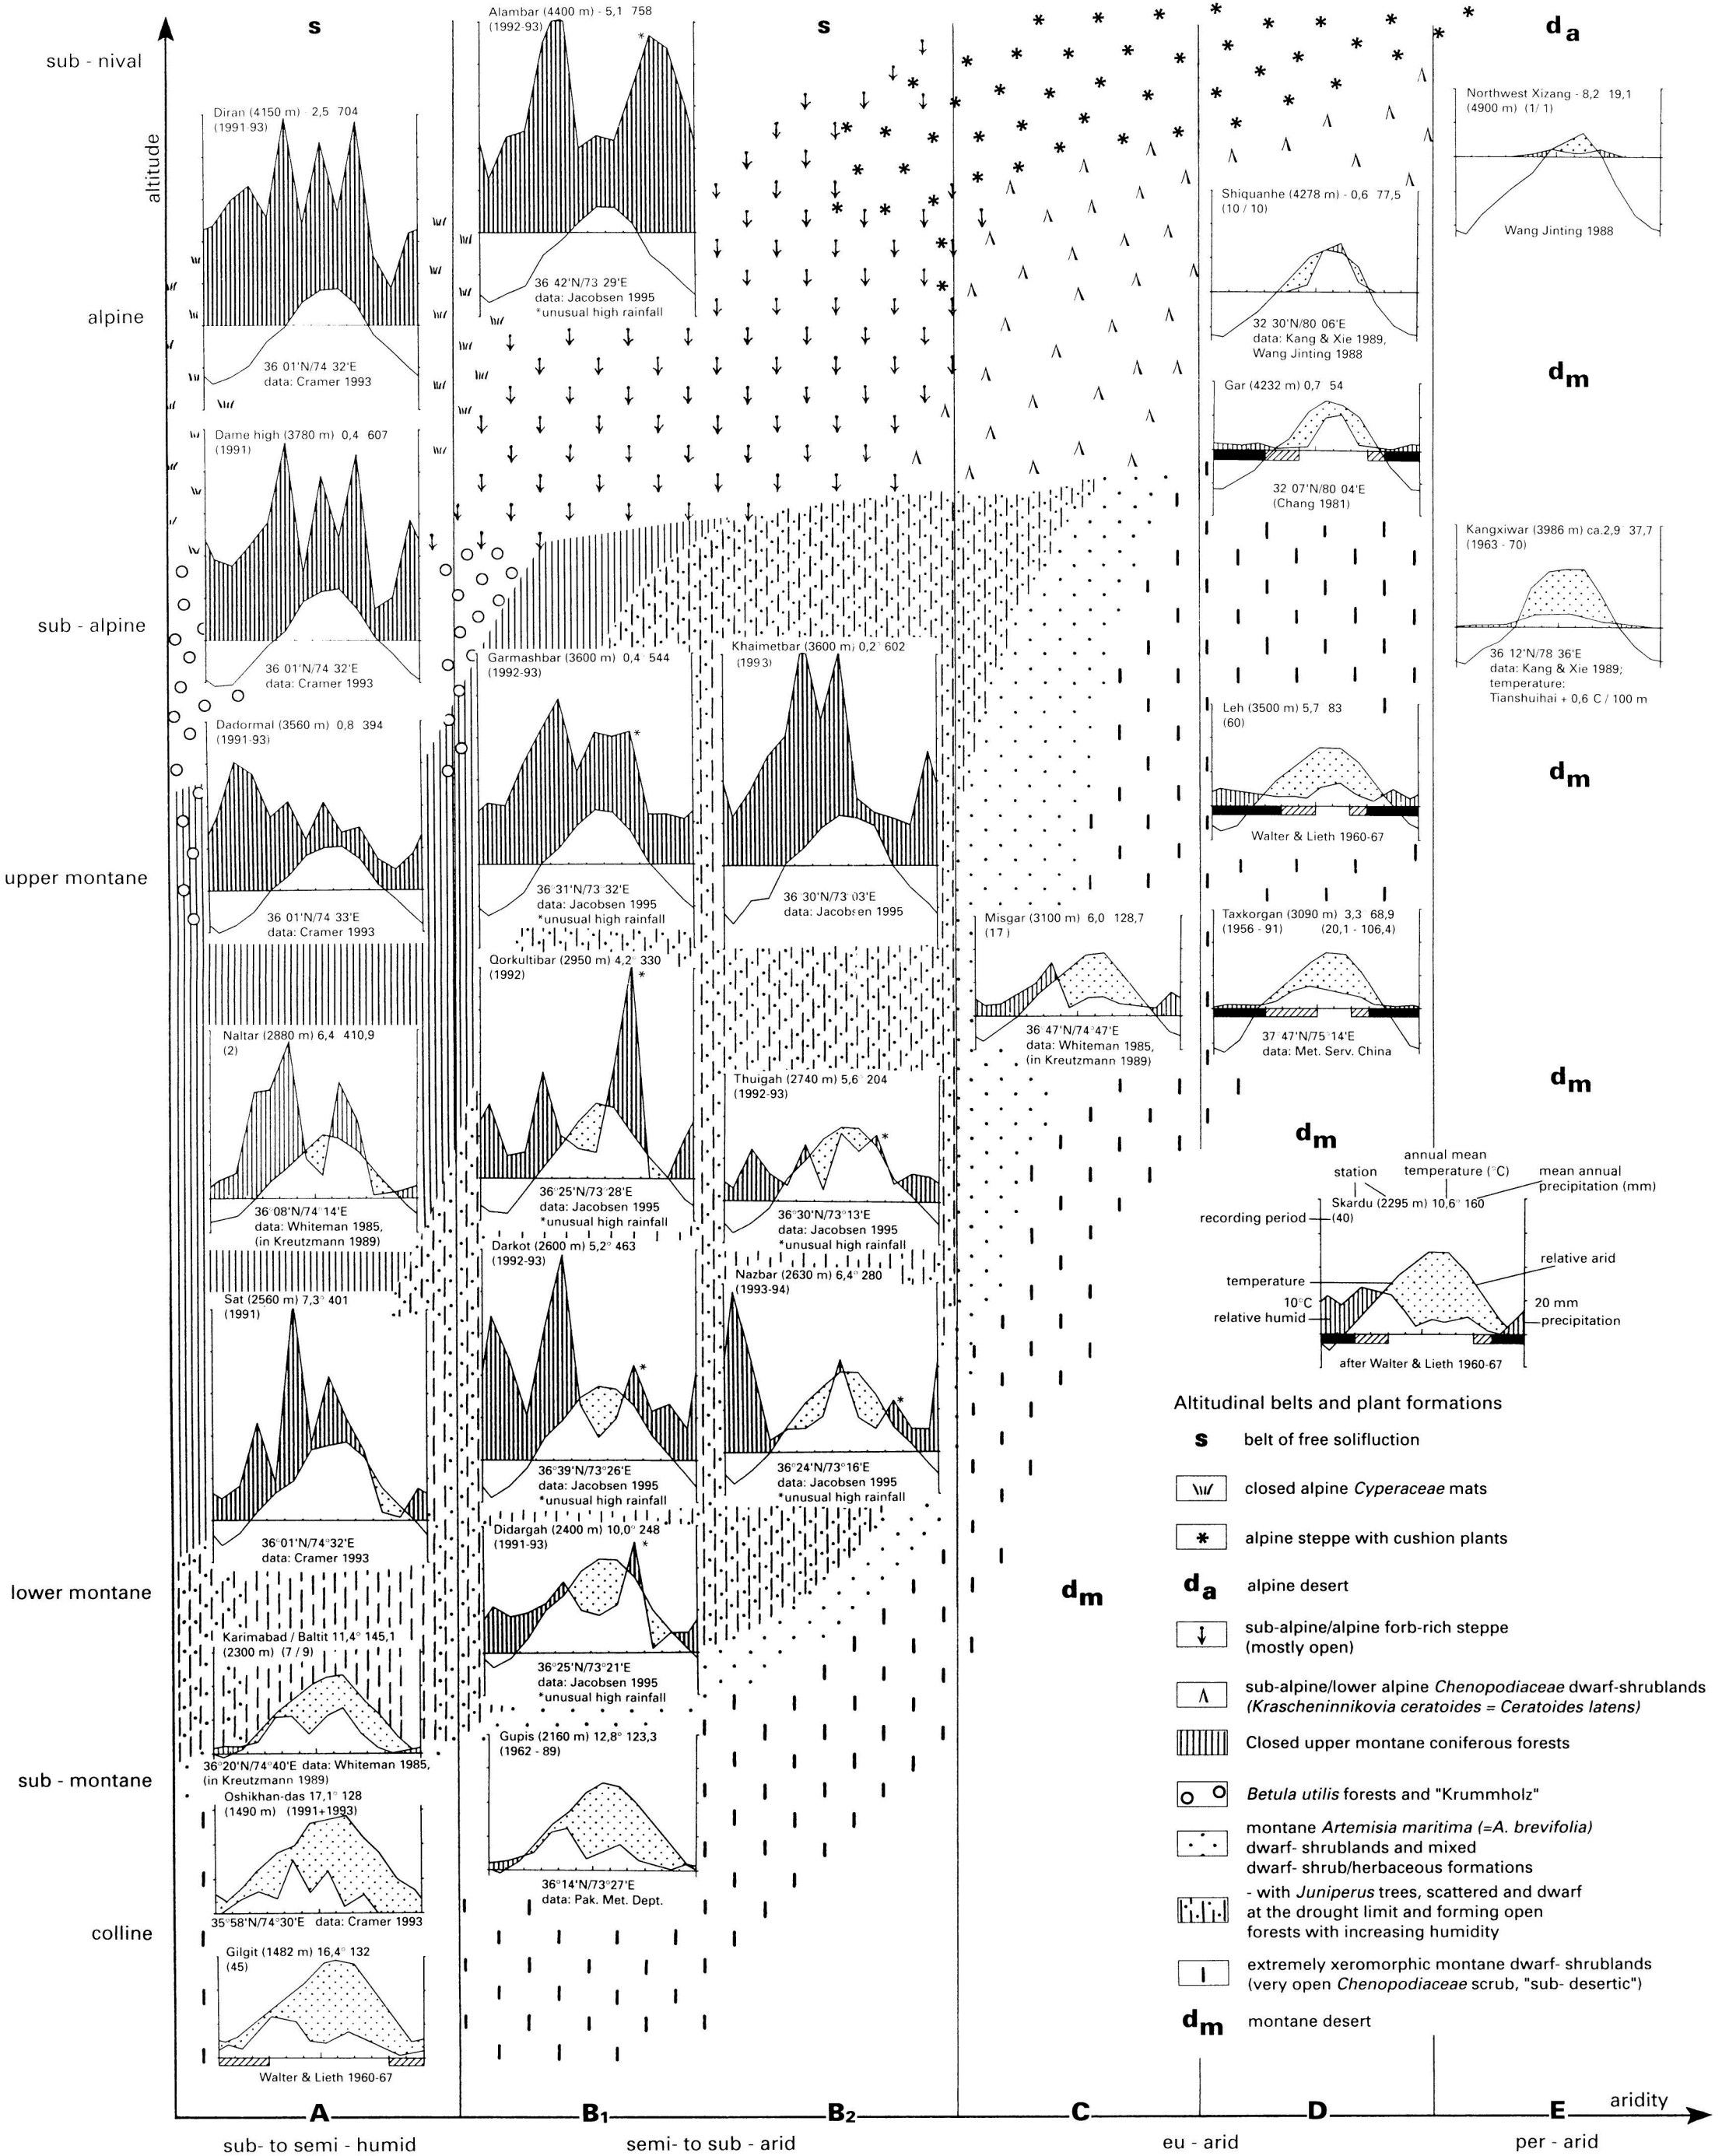 altitude
sub - nival
alpine
sub - alpine
upper montane
lower montane
sub - montane
colline
s
Diran (4150 m) - 2,5 704
(1991-93)
36 01'N/74 32'E
data: Cramer 1993
Dame high (3780 m) 0,4 607
(1991)
36 01'N/74 32'E
data: Cramer 1993
Dadormal (3560 m) 0,8 394
(1991-93)
36 01'N/74 33'E
data: Cramer 1993
Naltar (2880 m) 6,4 410,9
(2)
36°08'N/74°14'E
data: Whiteman 1985,
(in Kreutzmann 1989)
Sat (2560 m) 7,3° 401
(1991)
36°01'N/74°32'E
data: Cramer 1993
Karimabad / Baltit 11,4° 145,1
(2300 m) (7 / 9)
36°20'N/74°40'E data: Whiteman 1985,
(in Kreutzmann 1989)
Oshikhan-das 17,1° 128
(1490 m) (1991+1993)
35°58'N/74°30'E data: Cramer 1993
Gilgit (1482 m) 16,4° 132
(45)
Walter & Lieth 1960-67
Alambar (4400 m) - 5,1 758
(1992-93)
*
36 42'N/73 29'E
data: Jacobsen 1995
*unusual high rainfall
Garmashbar (3600 m) 0,4 544
(1992-93)
*
36 31'N/73 32'E
data: Jacobsen 1995
*unusual high rainfall
Qorkultibar (2950 m) 4,2° 330
(1992)
*
36°25'N/73°28'E
data: Jacobsen 1995
*unusual high rainfall
Darkot (2600 m) 5,2° 463
(1992-93)
*
36°39'N/73°26'E
data: Jacobsen 1995
*unusual high rainfall
Didargah (2400 m) 10,0° 248
(1991-93)
*
36°25'N/73°21'E
data: Jacobsen 1995
*unusual high rainfall
Gupis (2160 m) 12,8° 123,3
(1962 - 89)
36°14'N/73°27'E
data: Pak. Met. Dept.
s
Khaimetbar (3600 m) 0,2° 602
(1993)
36°30'N/73°03'E
data: Jacobsen 1995
Thuigah (2740 m) 5,6° 204
(1992-93)
*
36°30'N/73°13'E
data: Jacobsen 1995
*unusual high rainfall
Nazbar (2630 m) 6,4° 280
(1993-94)
*
36°24'N/73°16'E
data: Jacobsen 1995
*unusual high rainfall
Misgar (3100 m) 6,0 128,7
(17)
36 47'N/74°47'E
data: Whiteman 1985,
(in Kreutzmann 1989)
dm
Shiquanhe (4278 m) - 0,6 77,5
(10 / 10)
32 30'N/80 06'E
data: Kang & Xie 1989,
Wang Jinting 1988
Gar (4232 m) 0,7 54
32 07'N/80 04'E
(Chang 1981)
Leh (3500 m) 5,7 83
(60)
Walter & Lieth 1960-67
Taxkorgan (3090 m) 3,3 68,9
(1956 - 91) (20,1 - 106,4)
37°47'N/75°14'E
data: Met. Serv. China
dm
da
Northwest Xizang - 8,2 19,1
(4900 m) (1/ 1)
Wang Jinting 1988
dm
Kangxiwar (3986 m) ca.2,9 37,7
(1963 - 70)
36 12'N/78 36'E
data: Kang & Xie 1989;
temperature:
Tianshuihai + 0,6 C / 100 m
dm
dm
station
annual mean
temperature (°C)
mean annual
precipitation (mm)
Skardu (2295 m) 10,6° 160
recording period
(40)
relative arid
temperature
10°C
20 mm
relative humid
precipitation
after Walter & Lieth 1960-67
Altitudinal belts and plant formations
s belt of free solifluction
closed alpine Cyperaceae mats
* alpine steppe with cushion plants
da alpine desert
sub-alpine/alpine forb-rich steppe
(mostly open)
sub-alpine/lower alpine Chenopodiaceae dwarf-shrublands
(Krascheninnikovia ceratoides = Ceratoides latens)
Closed upper montane coniferous forests
Betula utilis forests and "Krummholz"
montane Artemisia maritima (=A. brevifolia)
dwarf- shrublands and mixed
dwarf- shrub/herbaceous formations
- with Juniperus trees, scattered and dwarf
at the drought limit and forming open
forests with increasing humidity
extremely xeromorphic montane dwarf- shrublands
(very open Chenopodiaceae scrub, "sub- desertic")
dm montane desert
aridity
A B1 B2 C D E
sub- to semi - humid semi- to sub - arid eu - arid per - arid